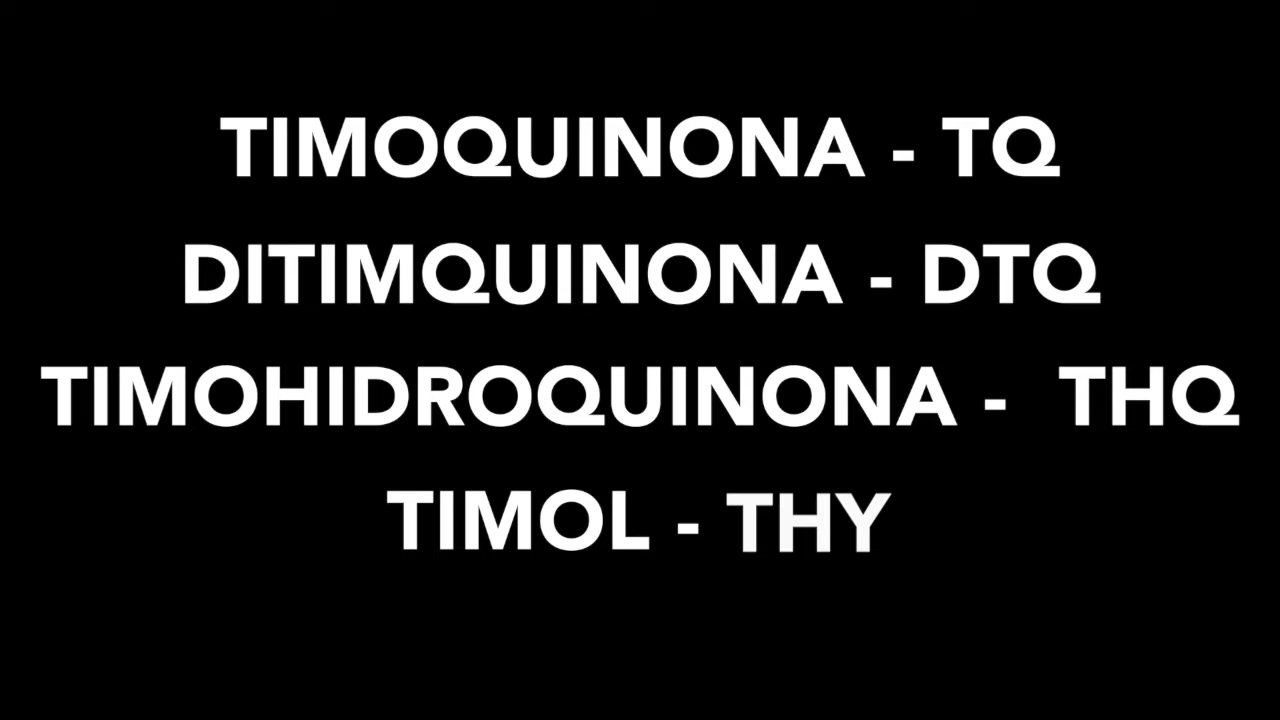 TIMOQUINONA - TQ
DITIMQUINONA - DTQ
TIMOHIDROQUINONA - THQ
TIMOL - THY